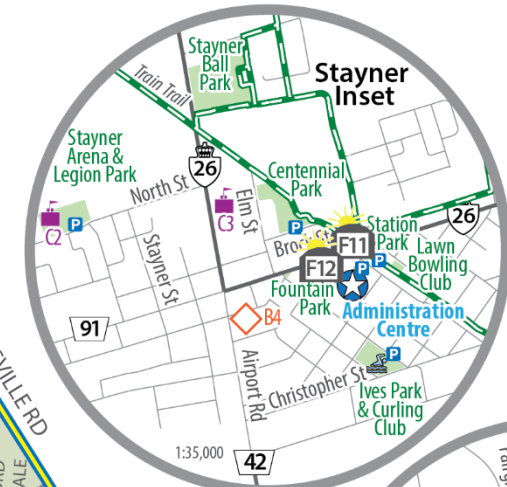 Stayner
Ball
Park
Stayner
Inset
Train Trail
Stayner
Arena &
Legion Park
North St
26
Elm St
Centennial
Park
P
C2
C3
P
Brock St
F11
Station
Park
26
Stayner St
F12
P
P
Lawn
Bowling
Club
Fountain
Park
Administration
Centre
B4
91
Airport Rd
P
Christopher St
Ives Park
& Curling
Club
1:35,000
42
EVILLE RD